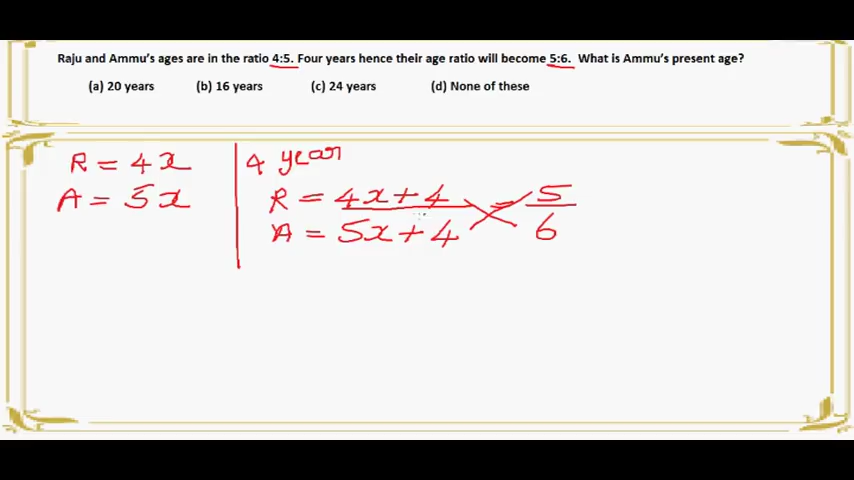 Raju and Ammu's ages are in the ratio 4:5. Four years hence their age ratio will become 5:6. What is Ammu's present age?
(a) 20 years (b) 16 years (c) 24 years (d) None of these
R = 4x
A = 5x
4 year
R = 4x+4 = 5
A = 5x+4 6